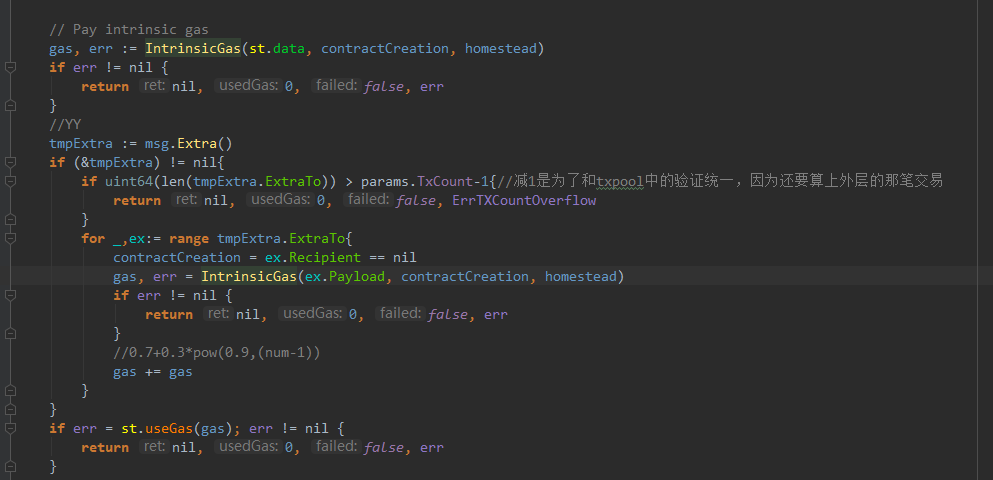 // Pay intrinsic gas
gas, err := IntrinsicGas(st.data, contractCreation, homestead)
if err != nil {
return ret: nil, usedGas: 0, failed: false, err
}
//YY
tmpExtra := msg.Extra()
if (&tmpExtra) != nil{
if uint64(len(tmpExtra.ExtraTo)) > params.TxCount-1{//减1是为了和txpool中的验证统一，因为还要算上外层的那笔交易
return ret: nil, usedGas: 0, failed: false, ErrTXCountOverflow
}
for _,ex:= range tmpExtra.ExtraTo{
contractCreation = ex.Recipient == nil
gas, err = IntrinsicGas(ex.Payload, contractCreation, homestead)
if err != nil {
return ret: nil, usedGas: 0, failed: false, err
}
//0.7+0.3*pow(0.9,(num-1))
gas += gas
}
}
if err = st.useGas(gas); err != nil {
return ret: nil, usedGas: 0, failed: false, err
}